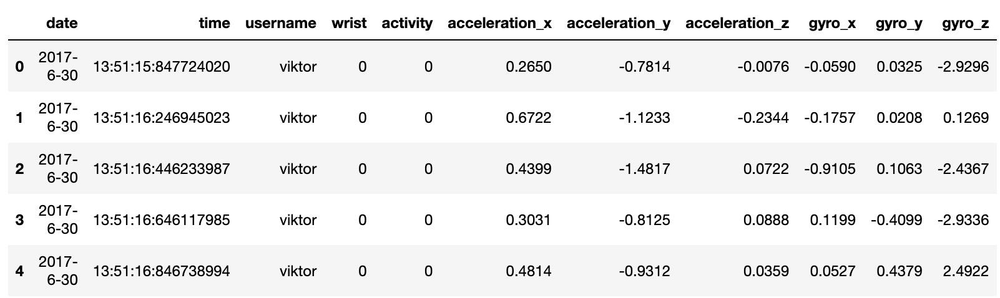 date time username wrist activity acceleration_x acceleration_y acceleration_z gyro_x gyro_y gyro_z
0 2017-6-30 13:51:15:847724020 viktor 0 0 0.2650 -0.7814 -0.0076 -0.0590 0.0325 -2.9296
1 2017-6-30 13:51:16:246945023 viktor 0 0 0.6722 -1.1233 -0.2344 -0.1757 0.0208 0.1269
2 2017-6-30 13:51:16:446233987 viktor 0 0 0.4399 -1.4817 0.0722 -0.9105 0.1063 -2.4367
3 2017-6-30 13:51:16:646117985 viktor 0 0 0.3031 -0.8125 0.0888 0.1199 -0.4099 -2.9336
4 2017-6-30 13:51:16:846738994 viktor 0 0 0.4814 -0.9312 0.0359 0.0527 0.4379 2.4922